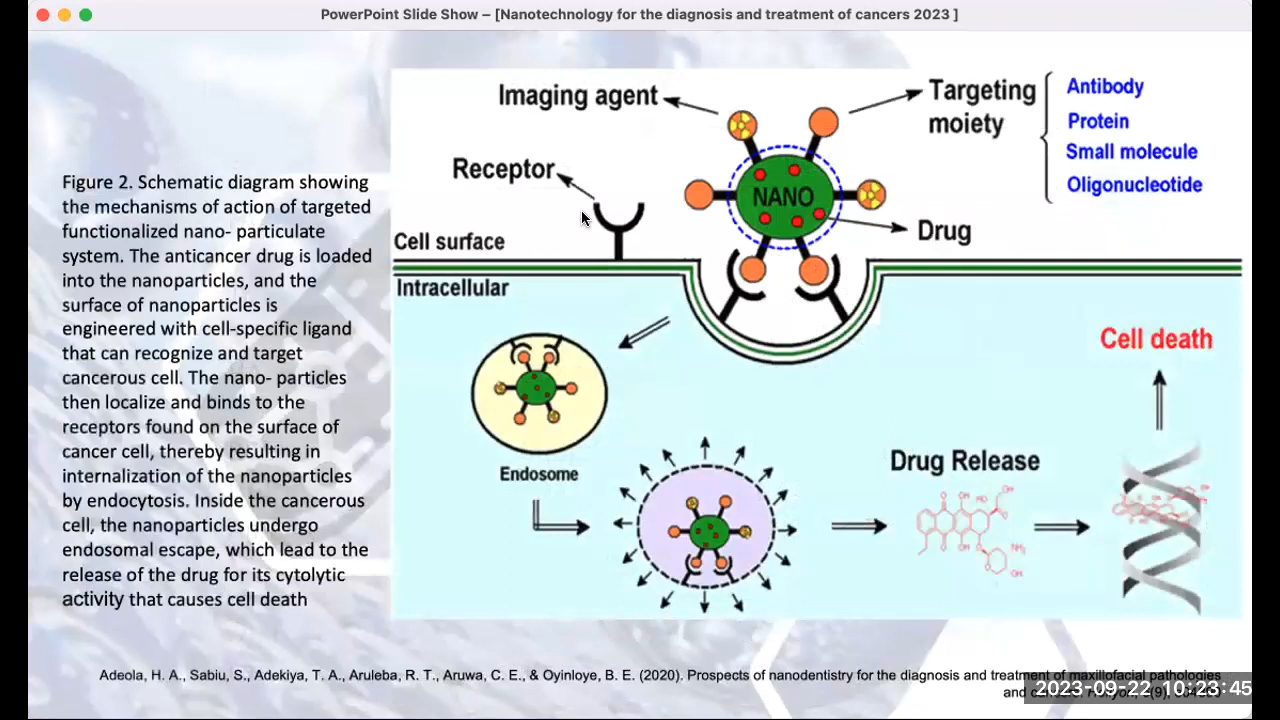 PowerPoint Slide Show – [Nanotechnology for the diagnosis and treatment of cancers 2023 ]
Figure 2. Schematic diagram showing
the mechanisms of action of targeted
functionalized nano- particulate
system. The anticancer drug is loaded
into the nanoparticles, and the
surface of nanoparticles is
engineered with cell-specific ligand
that can recognize and target
cancerous cell. The nano- particles
then localize and binds to the
receptors found on the surface of
cancer cell, thereby resulting in
internalization of the nanoparticles
by endocytosis. Inside the cancerous
cell, the nanoparticles undergo
endosomal escape, which lead to the
release of the drug for its cytolytic
activity that causes cell death
Imaging agent
Targeting
moiety
Antibody
Protein
Small molecule
Oligonucleotide
Receptor
NANO
Drug
Cell surface
Intracellular
Endosome
Drug Release
Cell death
Adeola, H. A., Sabiu, S., Adekiya, T. A., Aruleba, R. T., Aruwa, C. E., & Oyinloye, B. E. (2020). Prospects of nanodentistry for the diagnosis and treatment of maxillofacial pathologies
and
2023-09-22 10:23:45